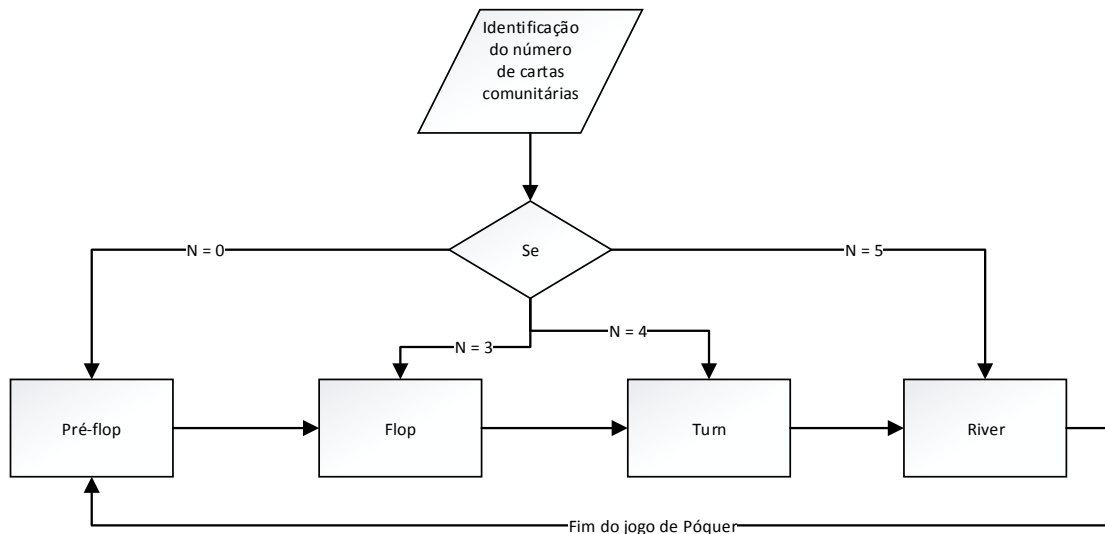 Identificação
do número
de cartas
comunitárias
Se
N = 0
N = 5
N = 4
N = 3
Pré-flop
Flop
Turn
River
Fim do jogo de Póquer